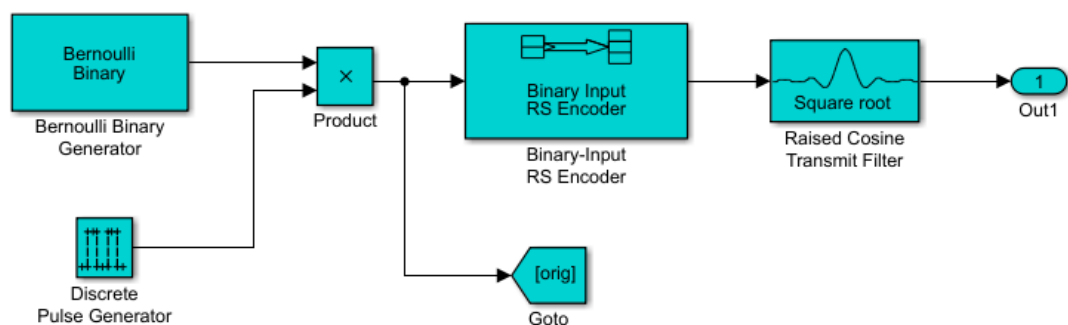 Bernoulli
Binary
Bernoulli Binary
Generator
×
Product
Binary Input
RS Encoder
Binary-Input
RS Encoder
Square root
Raised Cosine
Transmit Filter
1
Out1
Discrete
Pulse Generator
[orig]
Goto